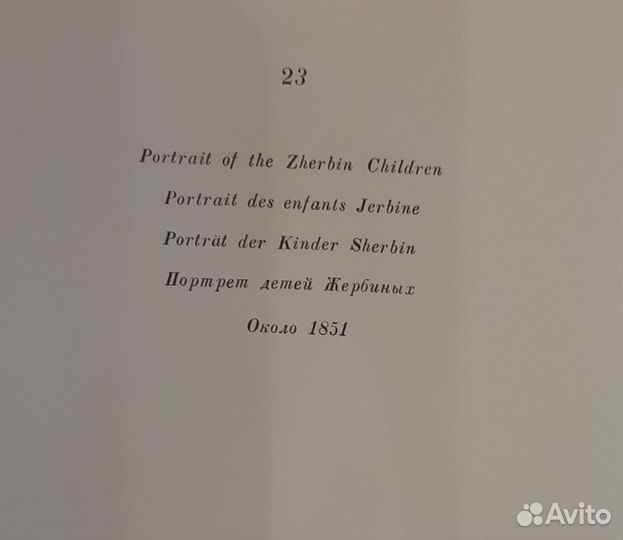 23
Portrait of the Zherbin Children
Portrait des enfants Jerbine
Porträt der Kinder Sherbin
Портрет детей Жербиных
Около 1851
Avito